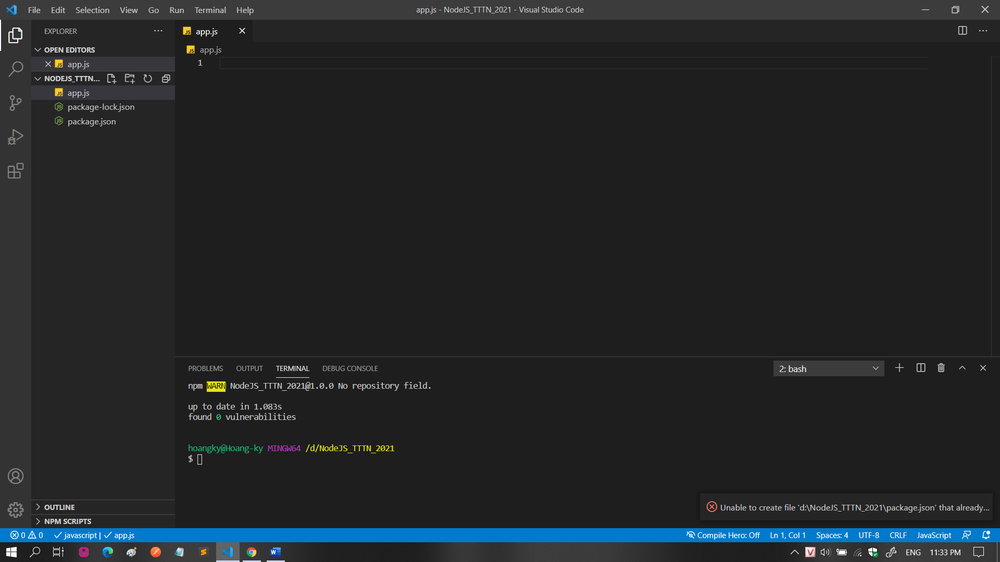 File Edit Selection View Go Run Terminal Help
app.js - NodeJS_TTTN_2021 - Visual Studio Code
EXPLORER
OPEN EDITORS
app.js
NODEJS_TTTN...
app.js
package-lock.json
package.json
OUTLINE
NPM SCRIPTS
app.js
app.js
1
PROBLEMS OUTPUT TERMINAL DEBUG CONSOLE
2: bash
npm WARN NodeJS_TTTN_2021@1.0.0 No repository field.
up to date in 1.083s
found 0 vulnerabilities
hoangky@Hoang-ky MINGW64 /d/NodeJS_TTTN_2021
$
Unable to create file 'd:\NodeJS_TTTN_2021\package.json' that already...
0 0 javascript | app.js
Compile Hero: Off Ln 1, Col 1 Spaces: 4 UTF-8 CRLF JavaScript
ENG 11:33 PM